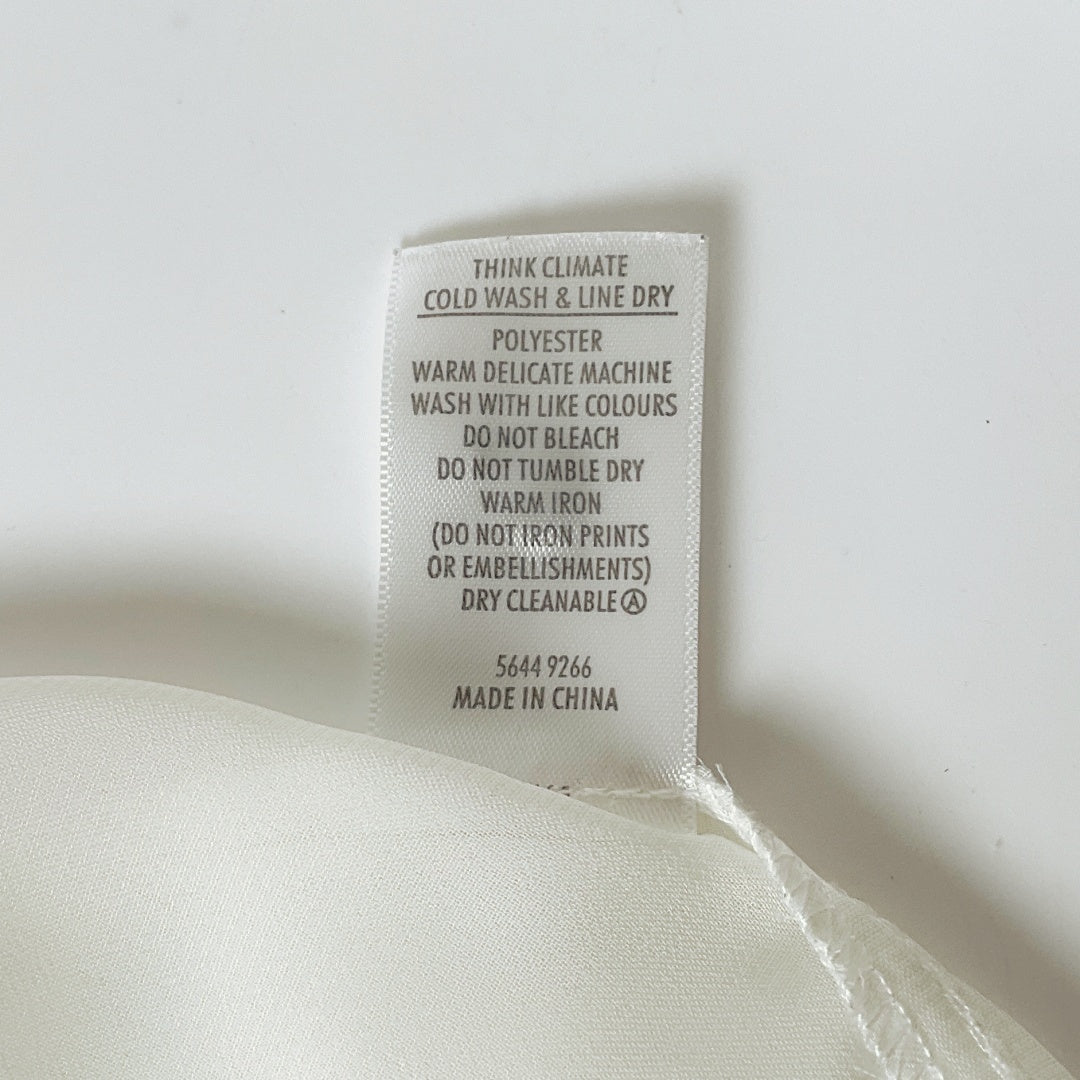 THINK CLIMATE
COLD WASH & LINE DRY
POLYESTER
WARM DELICATE MACHINE
WASH WITH LIKE COLOURS
DO NOT BLEACH
DO NOT TUMBLE DRY
WARM IRON
(DO NOT IRON PRINTS
OR EMBELLISHMENTS)
DRY CLEANABLE Ⓐ
5644 9266
MADE IN CHINA